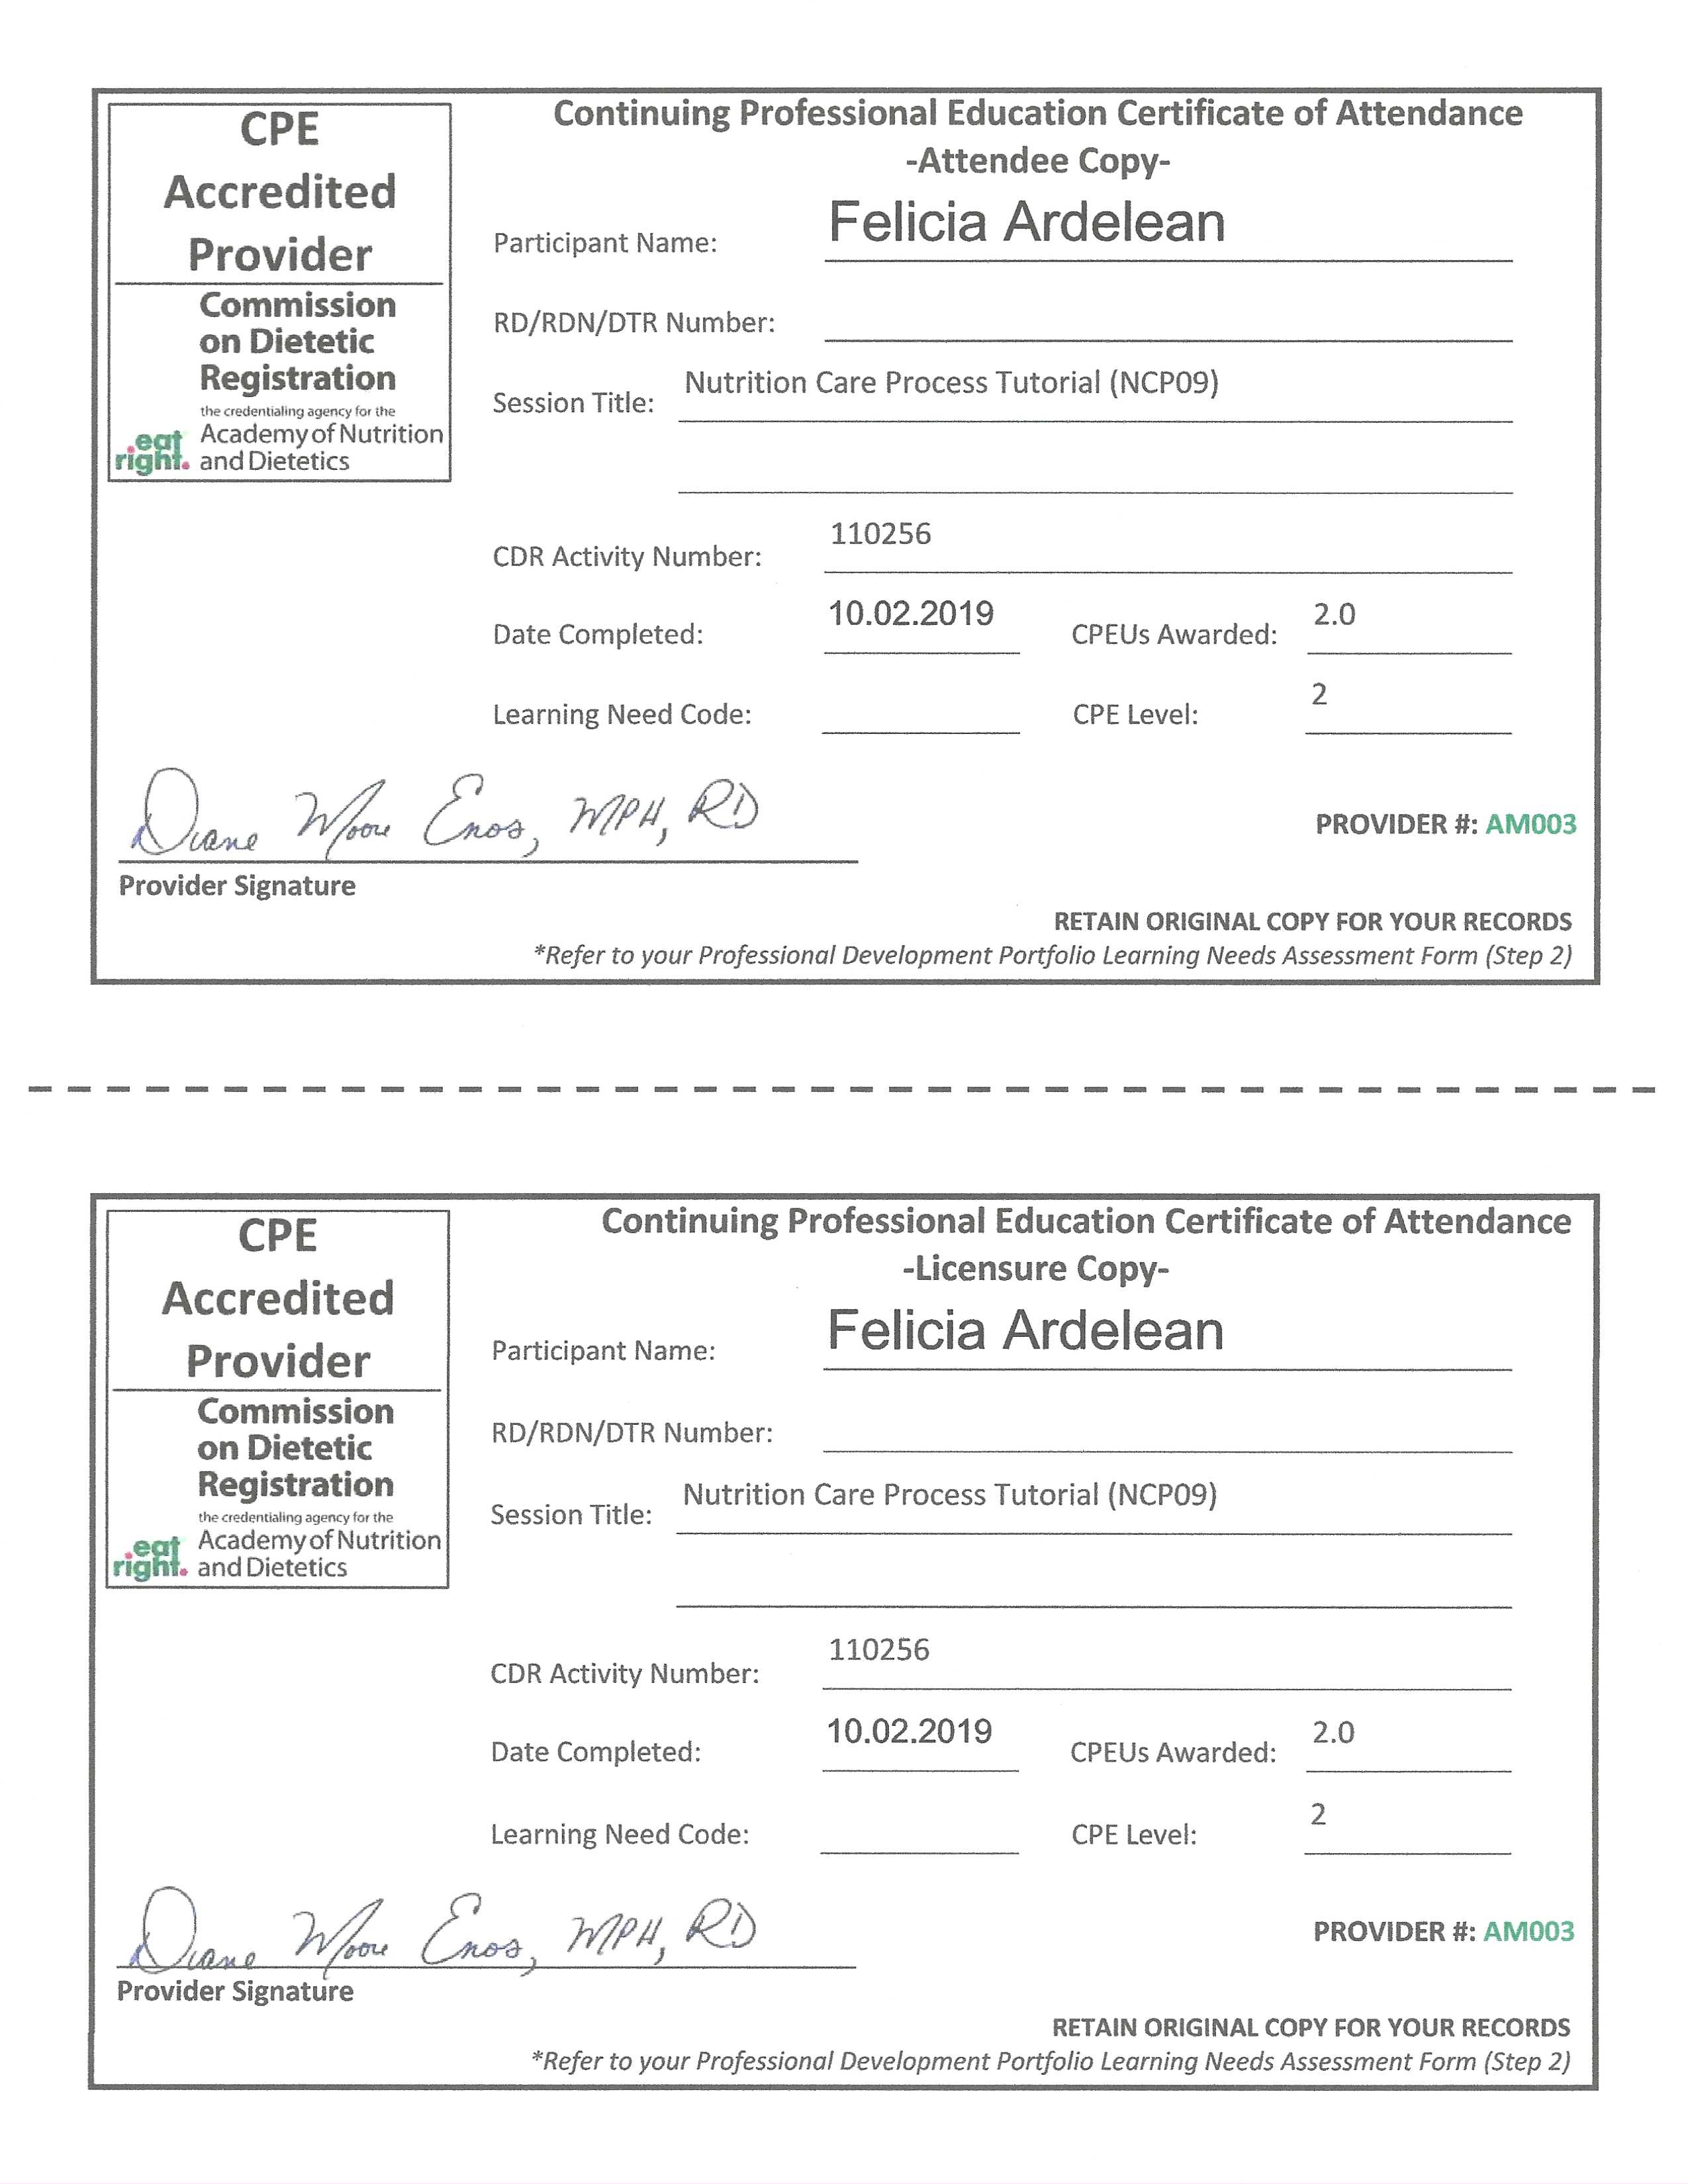 CPE
Accredited
Provider
Commission
on Dietetic
Registration
the credentialing agency for the
eat right. Academy of Nutrition
and Dietetics
Continuing Professional Education Certificate of Attendance
-Attendee Copy-
Participant Name: Felicia Ardelean
RD/RDN/DTR Number:
Session Title: Nutrition Care Process Tutorial (NCP09)
CDR Activity Number: 110256
Date Completed: 10.02.2019 CPEUs Awarded: 2.0
Learning Need Code: CPE Level: 2
Diane Moore Enos, MPH, RD
PROVIDER #: AM003
Provider Signature
RETAIN ORIGINAL COPY FOR YOUR RECORDS
*Refer to your Professional Development Portfolio Learning Needs Assessment Form (Step 2)
CPE
Accredited
Provider
Commission
on Dietetic
Registration
the credentialing agency for the
eat right. Academy of Nutrition
and Dietetics
Continuing Professional Education Certificate of Attendance
-Licensure Copy-
Participant Name: Felicia Ardelean
RD/RDN/DTR Number:
Session Title: Nutrition Care Process Tutorial (NCP09)
CDR Activity Number: 110256
Date Completed: 10.02.2019 CPEUs Awarded: 2.0
Learning Need Code: CPE Level: 2
Diane Moore Enos, MPH, RD
PROVIDER #: AM003
Provider Signature
RETAIN ORIGINAL COPY FOR YOUR RECORDS
*Refer to your Professional Development Portfolio Learning Needs Assessment Form (Step 2)